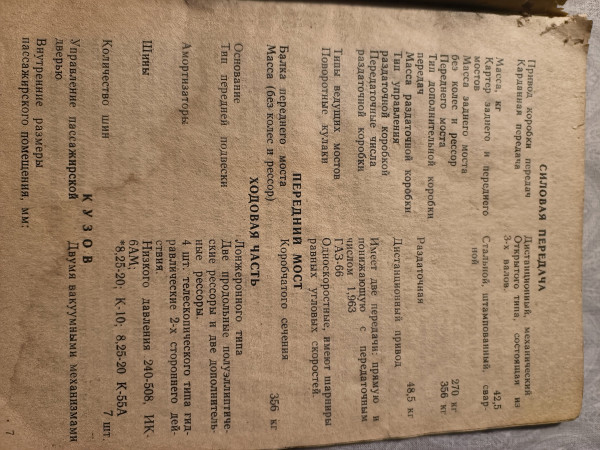 СИЛОВАЯ ПЕРЕДАЧА
Привод коробки передач Дистанционный, механический
Карданная передача Открытого типа, состоящая из
3-х валов.
Масса, кг 42,5
Картер заднего и переднего Стальной, штампованный, свар-
мостов ной
Масса заднего моста
без колес и рессор 270 кг
Переднего моста 356 кг
Тип дополнительной коробки
передач Раздаточная
Масса раздаточной коробки 48,5 кг
Тип управления Дистанционный привод
раздаточной коробкой
Передаточные числа Имеет две передачи: прямую и
раздаточной коробки понижающую с передаточным
числом 1,963
Типы ведущих мостов ГАЗ-66
Поворотные кулаки Односкоростные, имеют шарниры
равных угловых скоростей
ПЕРЕДНИЙ МОСТ
Балка переднего моста Коробчатого сечения
Масса (без колес и рессор) 356 кг
ХОДОВАЯ ЧАСТЬ
Основание Лонжеронного типа
Тип передней подвески Две продольные полуэллиптиче-
ские рессоры и две дополнитель-
ные рессоры.
Амортизаторы 4 шт. телескопического типа гид-
равлические 2-х стороннего дей-
ствия.
Шины Низкого давления 240-508, ИК-
6АМ;
*8,25-20; К-10; 8,25-20 К-55А
Количество шин 7 шт.
КУЗОВ
Управление пассажирской Двумя вакуумными механизмами
дверью
Внутренние размеры
пассажирского помещения, мм:
7